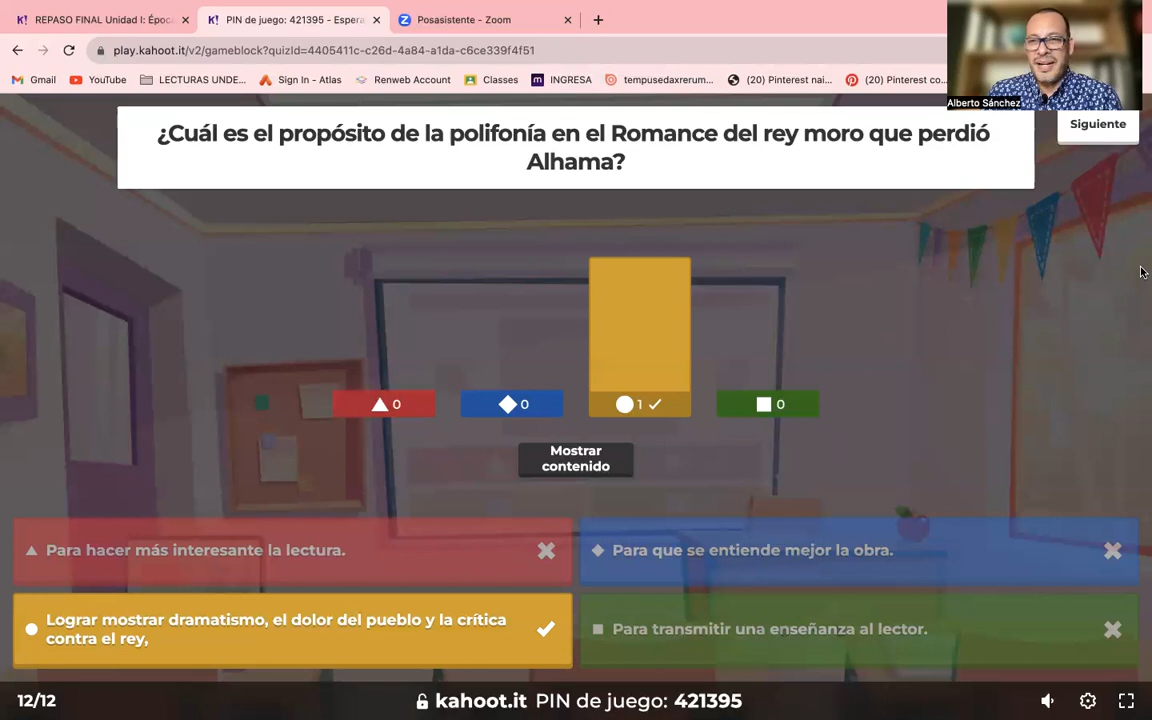 REPASO FINAL Unidad I: Époc
PIN de juego: 421395 - Espera
Posasistente - Zoom
play.kahoot.it/v2/gameblock?quizId=4405411c-c26d-4a84-a1da-c6ce339f4f51
Gmail
YouTube
LECTURAS UNDE...
Sign In - Atlas
Renweb Account
Classes
INGRESA
tempusedaxrerum...
(20) Pinterest nai...
(20) Pinterest co...
Alberto Sánchez
Siguiente
¿Cuál es el propósito de la polifonía en el Romance del rey moro que perdió
Alhama?
0
0
1
0
Mostrar
contenido
Para hacer más interesante la lectura.
Para que se entiende mejor la obra.
Lograr mostrar dramatismo, el dolor del pueblo y la crítica
contra el rey,
Para transmitir una enseñanza al lector.
12/12
kahoot.it PIN de juego: 421395